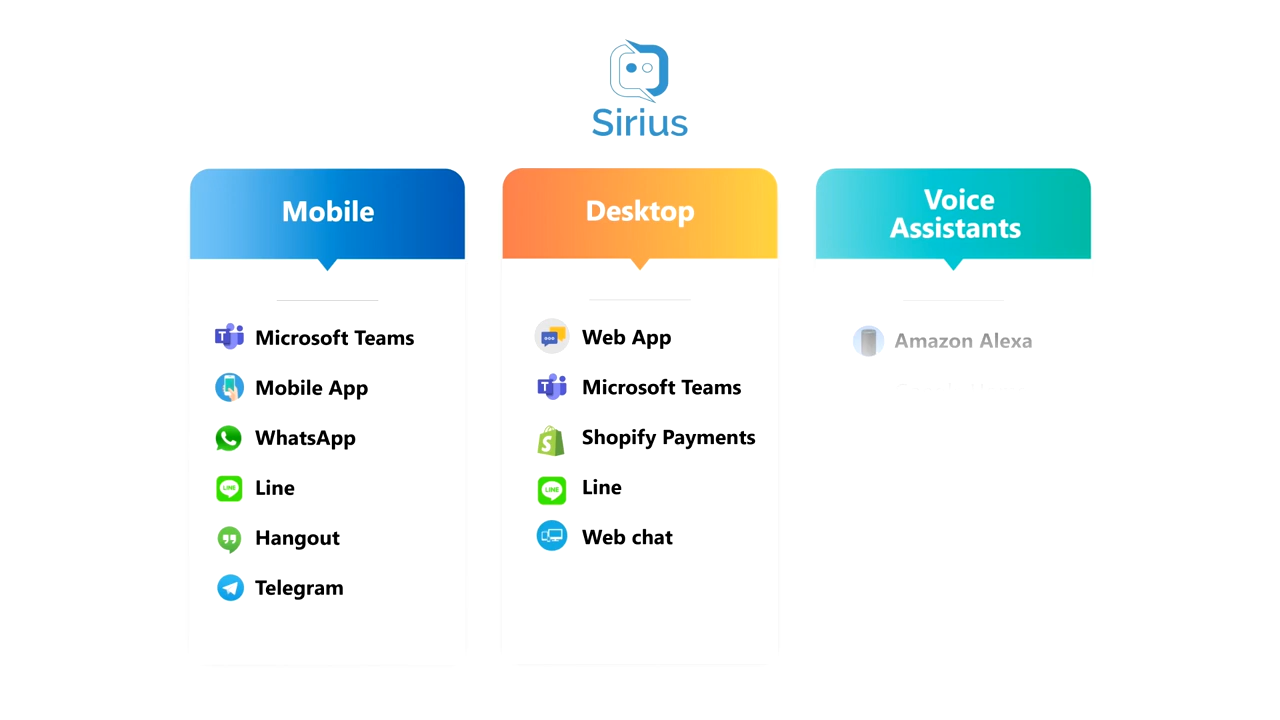 Sirius
Mobile
Microsoft Teams
Mobile App
WhatsApp
Line
Hangout
Telegram
Desktop
Web App
Microsoft Teams
Shopify Payments
Line
Web chat
Voice
Assistants
Amazon Alexa